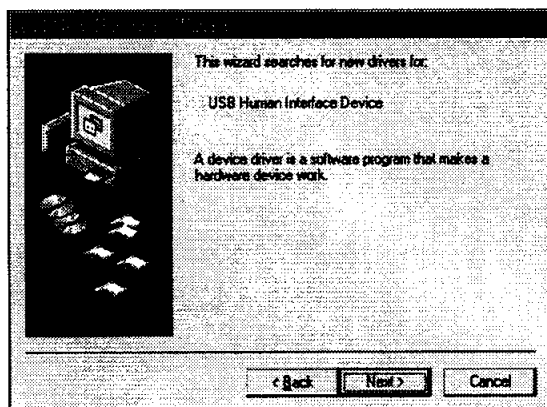 This wizard searches for new drivers for:
USB Human Interface Device
A device driver is a software program that makes a
hardware device work.
< Back
Next >
Cancel